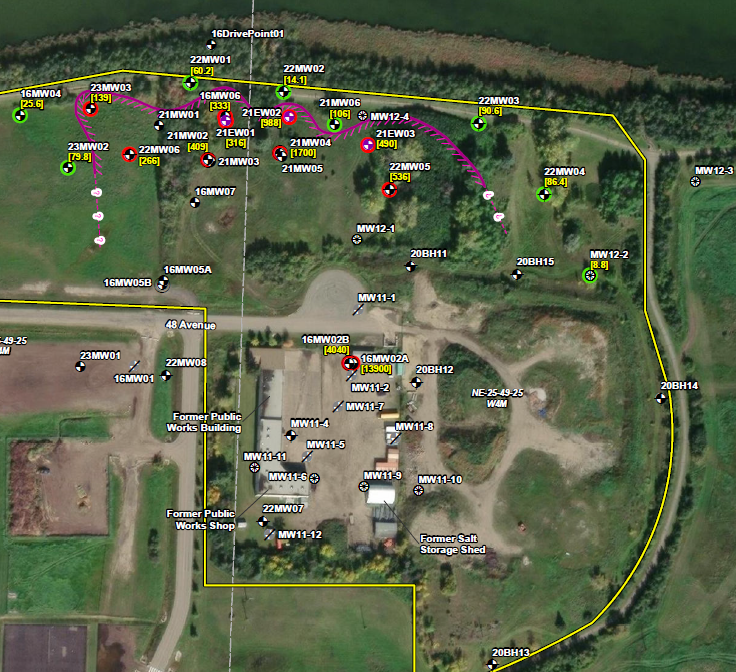 16DrivePoint01
22MW01
[60.2]
22MW02
[14.1]
16MW04
[25.6]
23MW03
[139]
16MW06
[333]
21MW01
21EW02
[988]
21MW06
[106]
MW12-4
22MW03
[90.6]
21EW01
[316]
21MW02
[409]
21EW03
[490]
23MW02
[79.8]
22MW06
[266]
21MW03
21MW04
[1700]
21MW05
22MW05
[536]
22MW04
[86.4]
MW12-3
16MW07
MW12-1
MW12-2
[8.8]
20BH11
20BH15
16MW05A
16MW05B
MW11-1
48 Avenue
16MW02B
[4040]
16MW02A
[13900]
5-49-25
4M
23MW01
16MW01
22MW08
MW11-2
20BH12
NE-25-49-25
W4M
20BH14
MW11-7
Former Public
Works Building
MW11-4
MW11-8
MW11-5
MW11-11
MW11-6
MW11-9
MW11-10
Former Public
Works Shop
22MW07
MW11-12
Former Salt
Storage Shed
20BH13